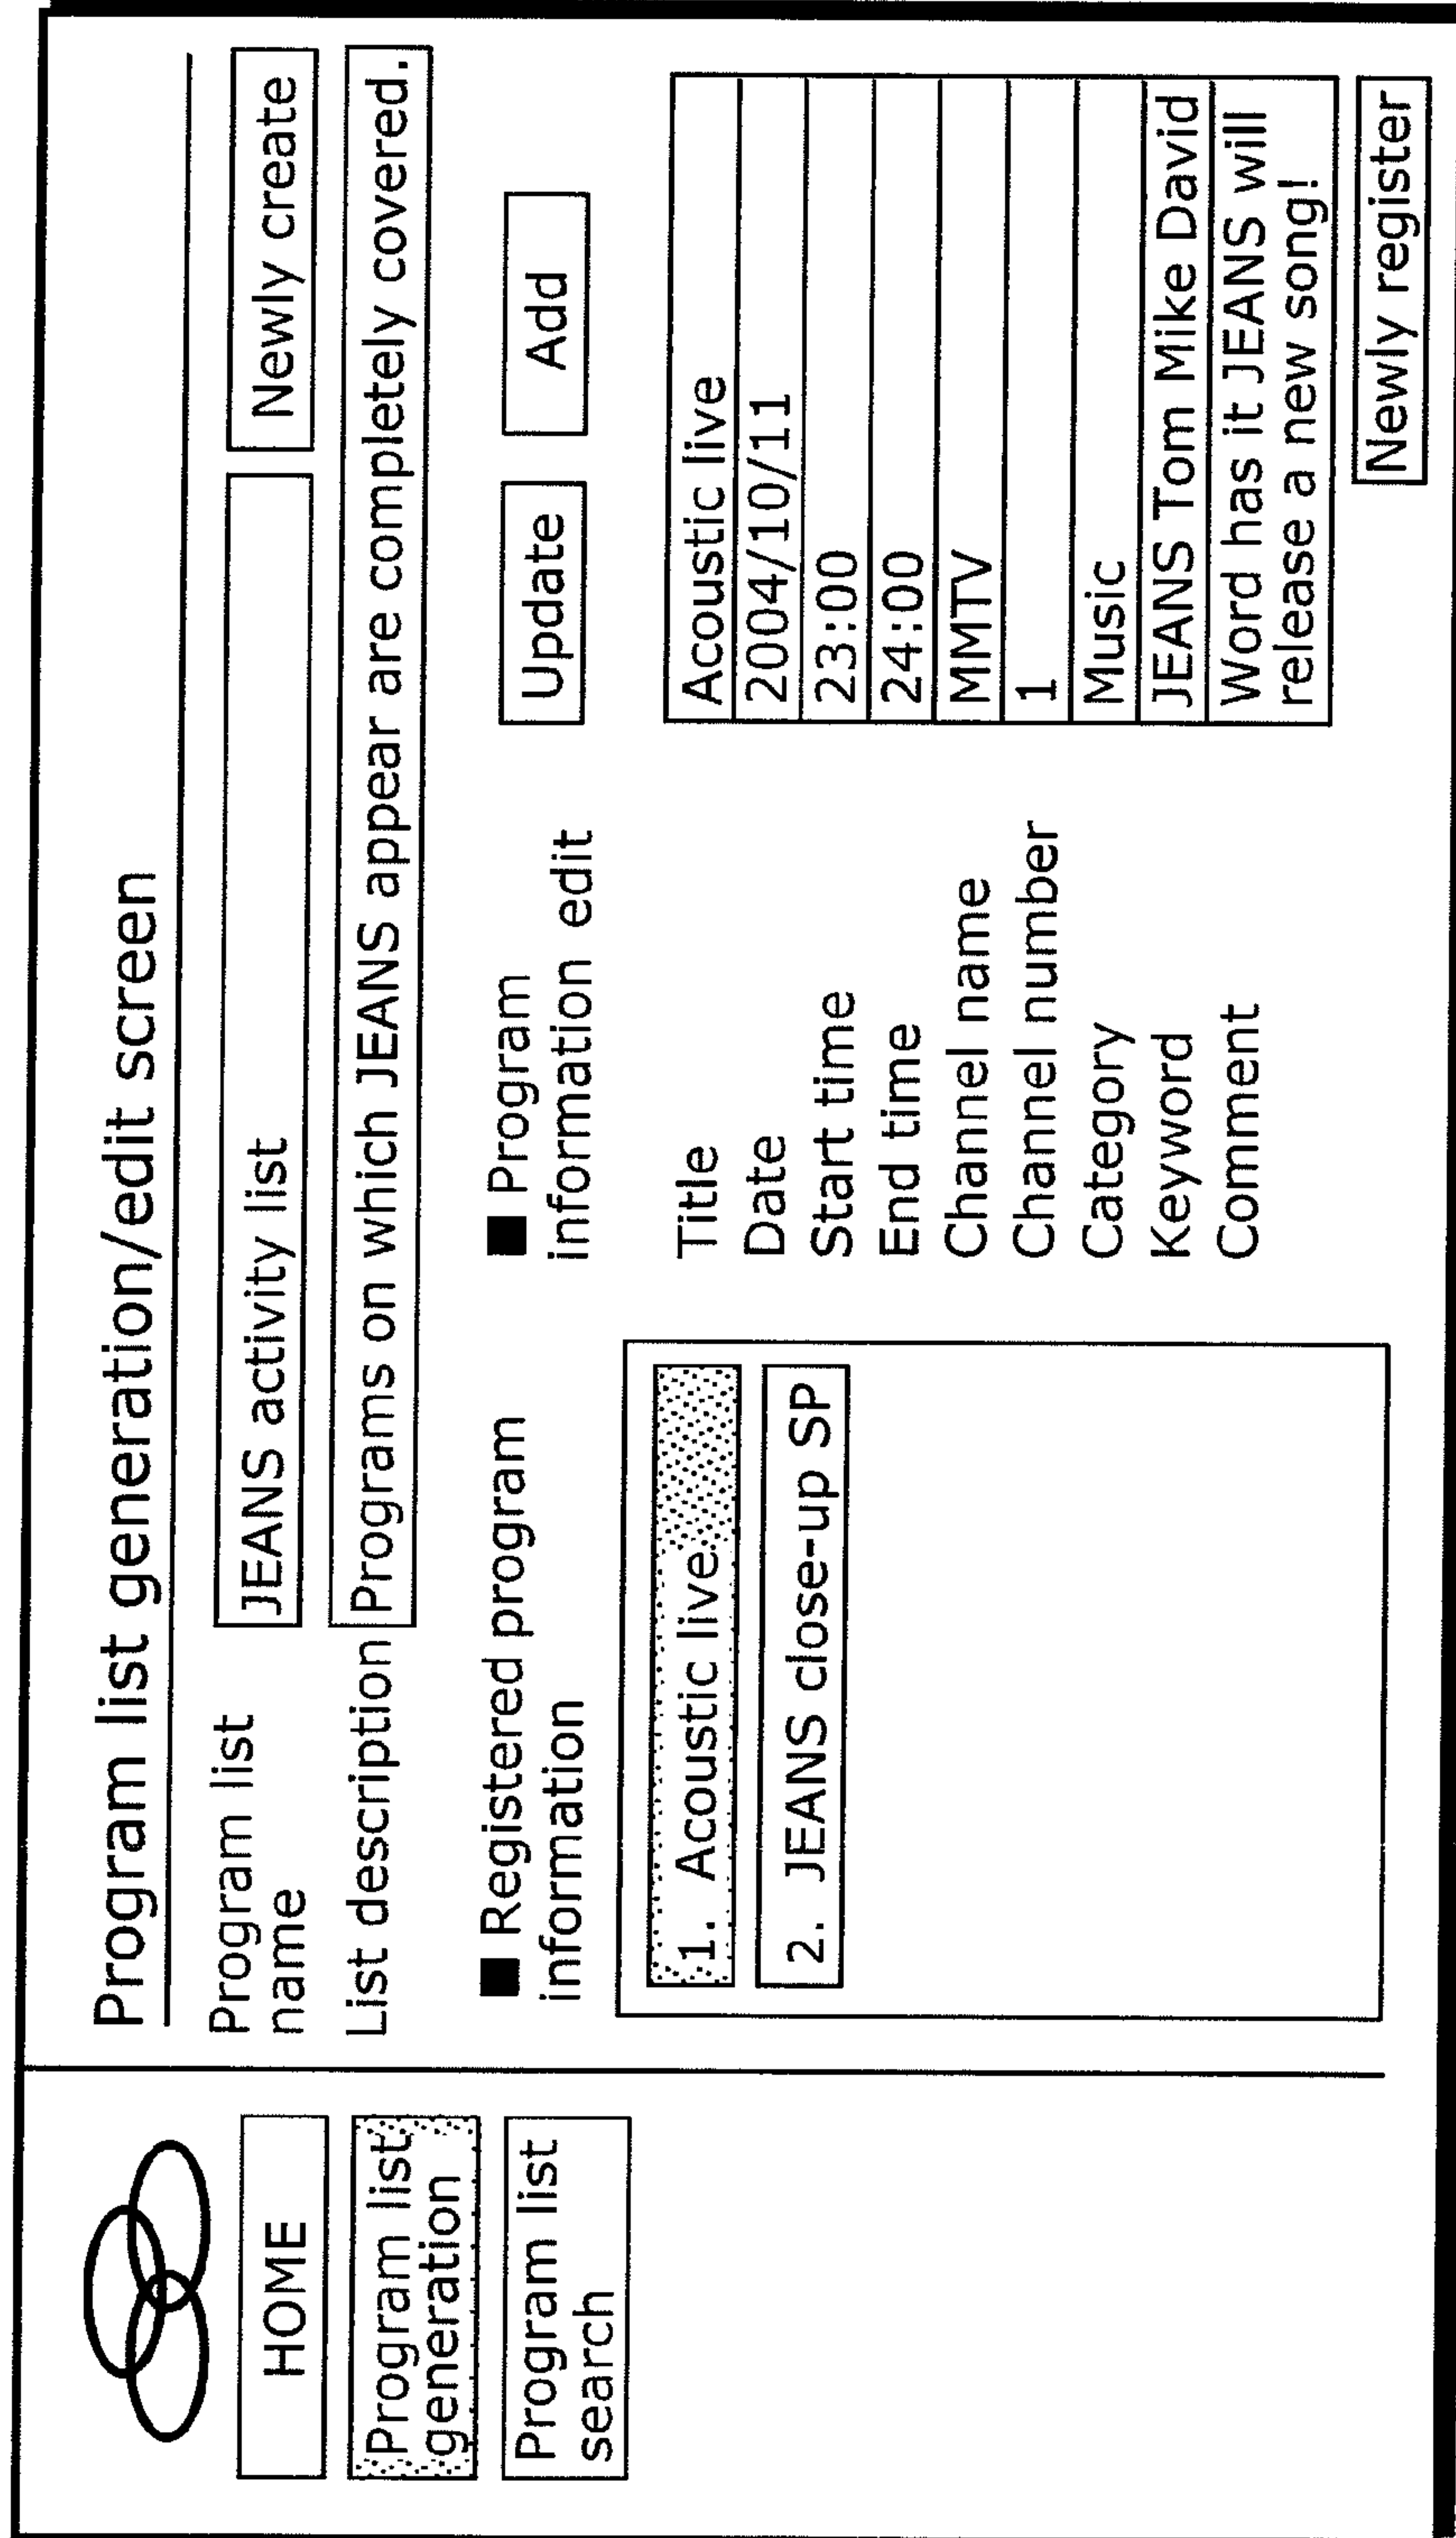 Program list generation/edit screen
HOME
Program list
generation
Program list
search
Program list
name
JEANS activity list
Newly create
List description
Programs on which JEANS appear are completely covered.
■ Registered program
information
1. Acoustic live
2. JEANS close-up SP
■ Program
information edit
Update
Add
Title
Acoustic live
Date
2004/10/11
Start time
23:00
End time
24:00
Channel name
MMTV
Channel number
1
Category
Music
Keyword
JEANS Tom Mike David
Comment
Word has it JEANS will
release a new song!
Newly register